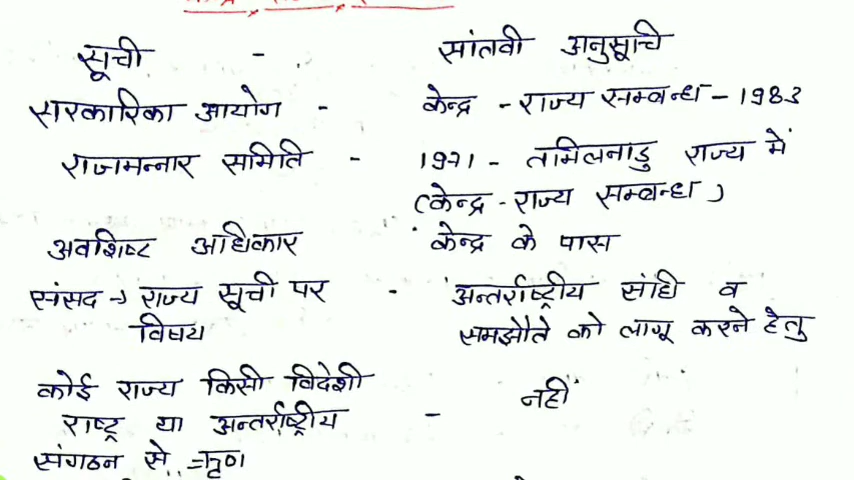 सूची - सांतवी अनुसूचि
सरकारिका आयोग - केन्द्र - राज्य सम्बन्ध - 1983
राजमन्नार समिति - 1971 - तमिलनाडु राज्य में
(केन्द्र - राज्य सम्बन्ध)
अवशिष्ट अधिकार - केन्द्र के पास
संसद → राज्य सूची पर - अन्तर्राष्ट्रीय संधि व
विषय समझौते को लागू करने हेतु
कोई राज्य किसी विदेशी
राष्ट्र या अन्तर्राष्ट्रीय - नहीं
संगठन से ऋण